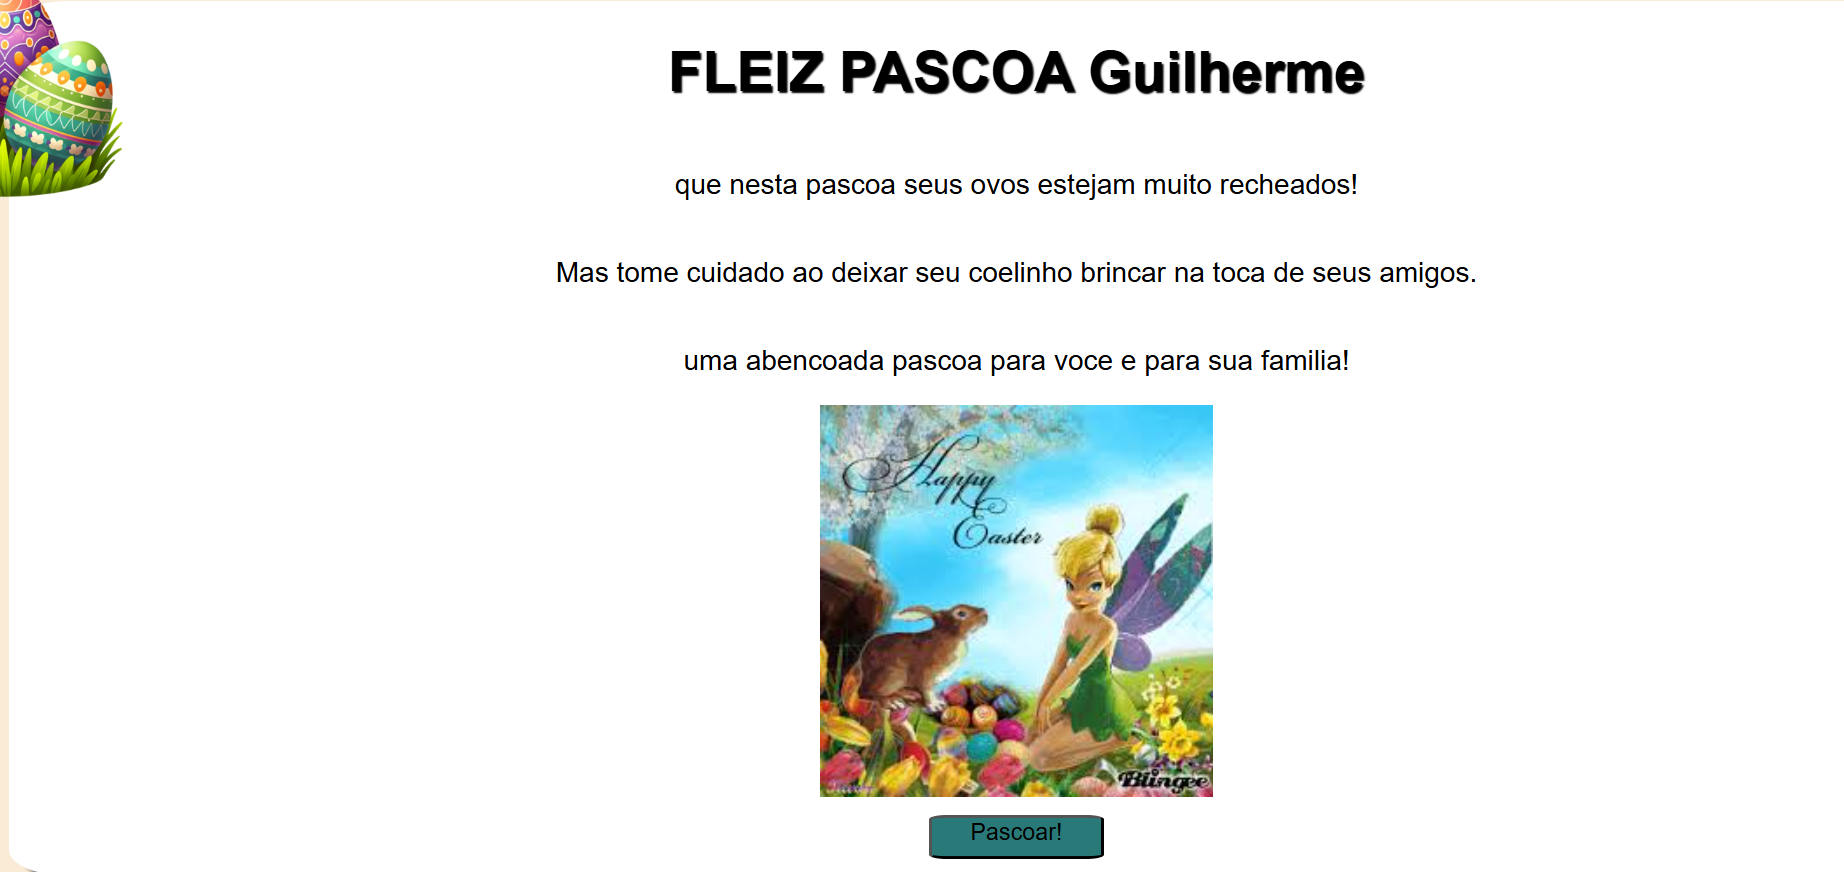 FLEIZ PASCOA Guilherme
que nesta pascoa seus ovos estejam muito recheados!
Mas tome cuidado ao deixar seu coelinho brincar na toca de seus amigos.
uma abencoada pascoa para voce e para sua familia!
Happy
Easter
Blingee
Pascoar!